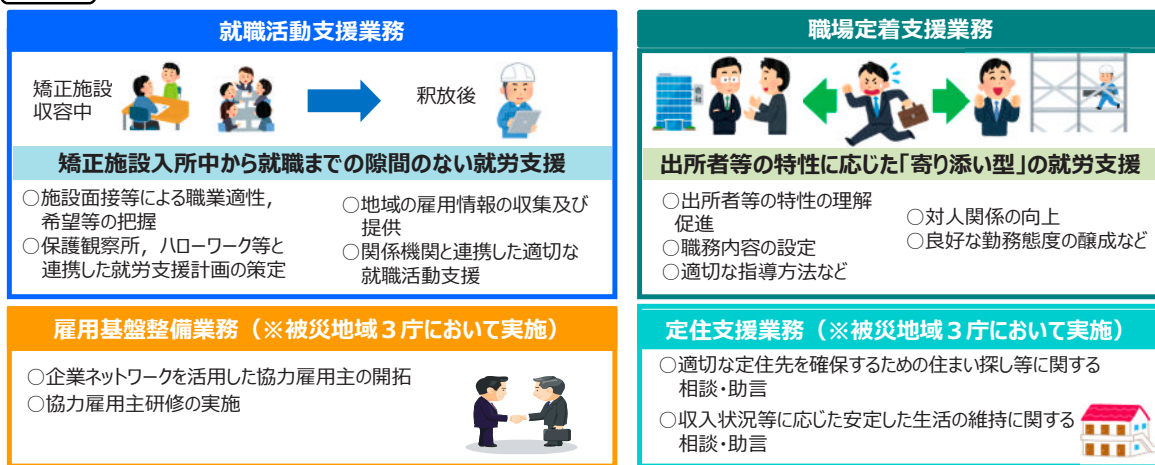 就職活動支援業務
矯正施設
収容中
釈放後
矯正施設入所中から就職までの隙間のない就労支援
○施設面接等による職業適性，
希望等の把握
○保護観察所，ハローワーク等と
連携した就労支援計画の策定
○地域の雇用情報の収集及び
提供
○関係機関と連携した適切な
就職活動支援
職場定着支援業務
会社
出所者等の特性に応じた「寄り添い型」の就労支援
○出所者等の特性の理解
促進
○職務内容の設定
○適切な指導方法など
○対人関係の向上
○良好な勤務態度の醸成など
雇用基盤整備業務（※被災地域３庁において実施）
○企業ネットワークを活用した協力雇用主の開拓
○協力雇用主研修の実施
定住支援業務（※被災地域３庁において実施）
○適切な定住先を確保するための住まい探し等に関する
相談・助言
○収入状況等に応じた安定した生活の維持に関する
相談・助言